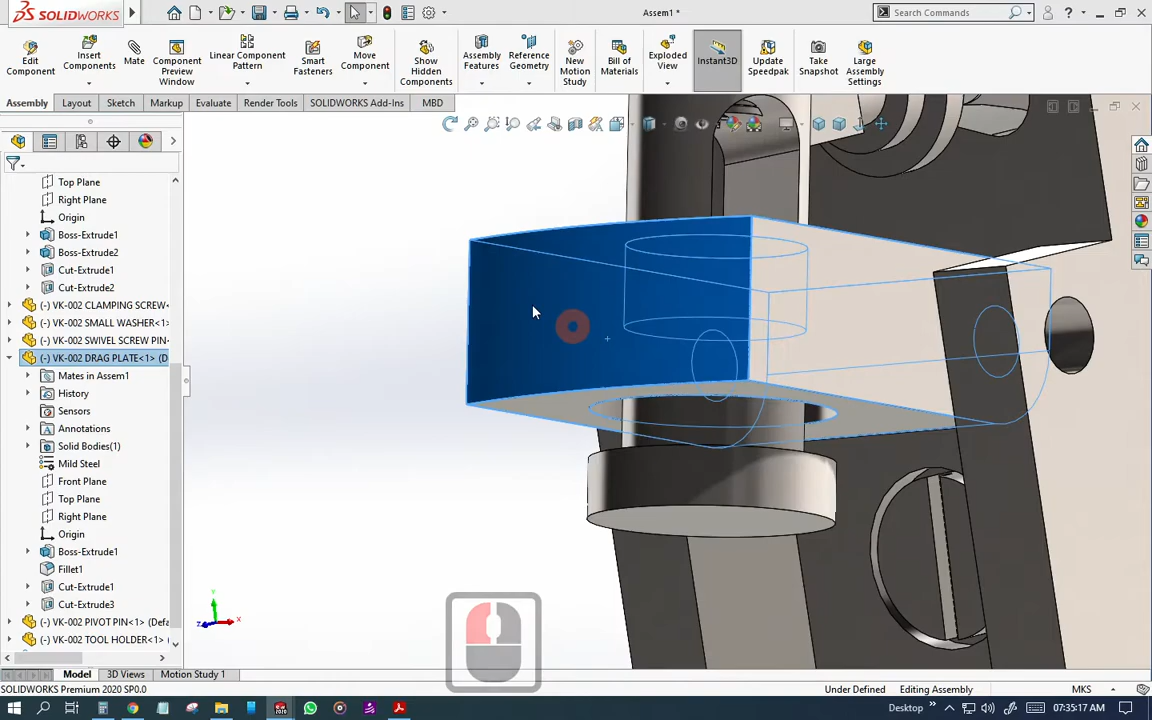 SOLIDWORKS
Assem1 *
Search Commands
Edit Component
Insert Components
Mate
Component Preview Window
Linear Component Pattern
Smart Fasteners
Move Component
Show Hidden Components
Assembly Features
Reference Geometry
New Motion Study
Bill of Materials
Exploded View
Instant3D
Update Speedpak
Take Snapshot
Large Assembly Settings
Assembly
Layout
Sketch
Markup
Evaluate
Render Tools
SOLIDWORKS Add-Ins
MBD
Top Plane
Right Plane
Origin
Boss-Extrude1
Boss-Extrude2
Cut-Extrude1
Cut-Extrude2
(-) VK-002 CLAMPING SCREW<
(-) VK-002 SMALL WASHER<1>
(-) VK-002 SWIVEL SCREW PIN<
(-) VK-002 DRAG PLATE<1> (D
Mates in Assem1
History
Sensors
Annotations
Solid Bodies(1)
Mild Steel
Front Plane
Top Plane
Right Plane
Origin
Boss-Extrude1
Fillet1
Cut-Extrude1
Cut-Extrude3
(-) VK-002 PIVOT PIN<1> (Defa
(-) VK-002 TOOL HOLDER<1>
Y
X
Z
Model
3D Views
Motion Study 1
SOLIDWORKS Premium 2020 SP0.0
Under Defined
Editing Assembly
MKS
Desktop
07:35:17 AM